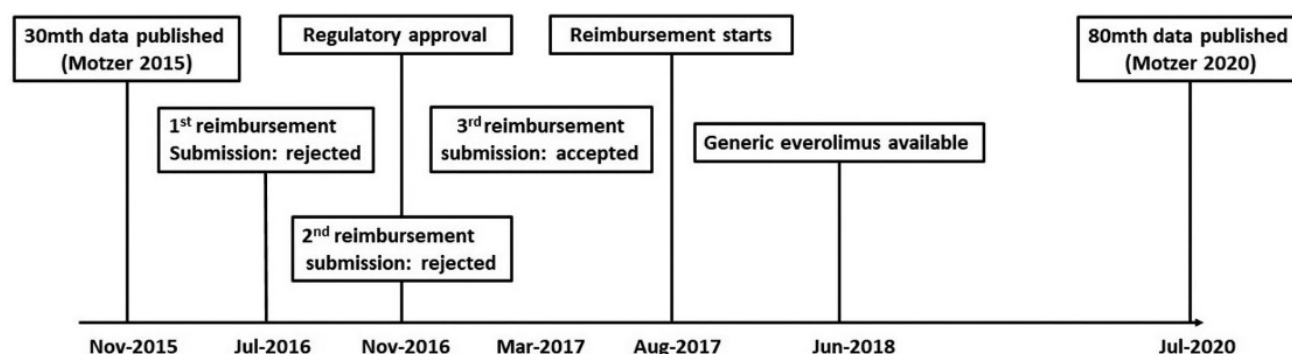 30mth data published
(Motzer 2015)
Regulatory approval
Reimbursement starts
80mth data published
(Motzer 2020)
1st reimbursement
Submission: rejected
3rd reimbursement
submission: accepted
Generic everolimus available
2nd reimbursement
submission: rejected
Nov-2015
Jul-2016
Nov-2016
Mar-2017
Aug-2017
Jun-2018
Jul-2020